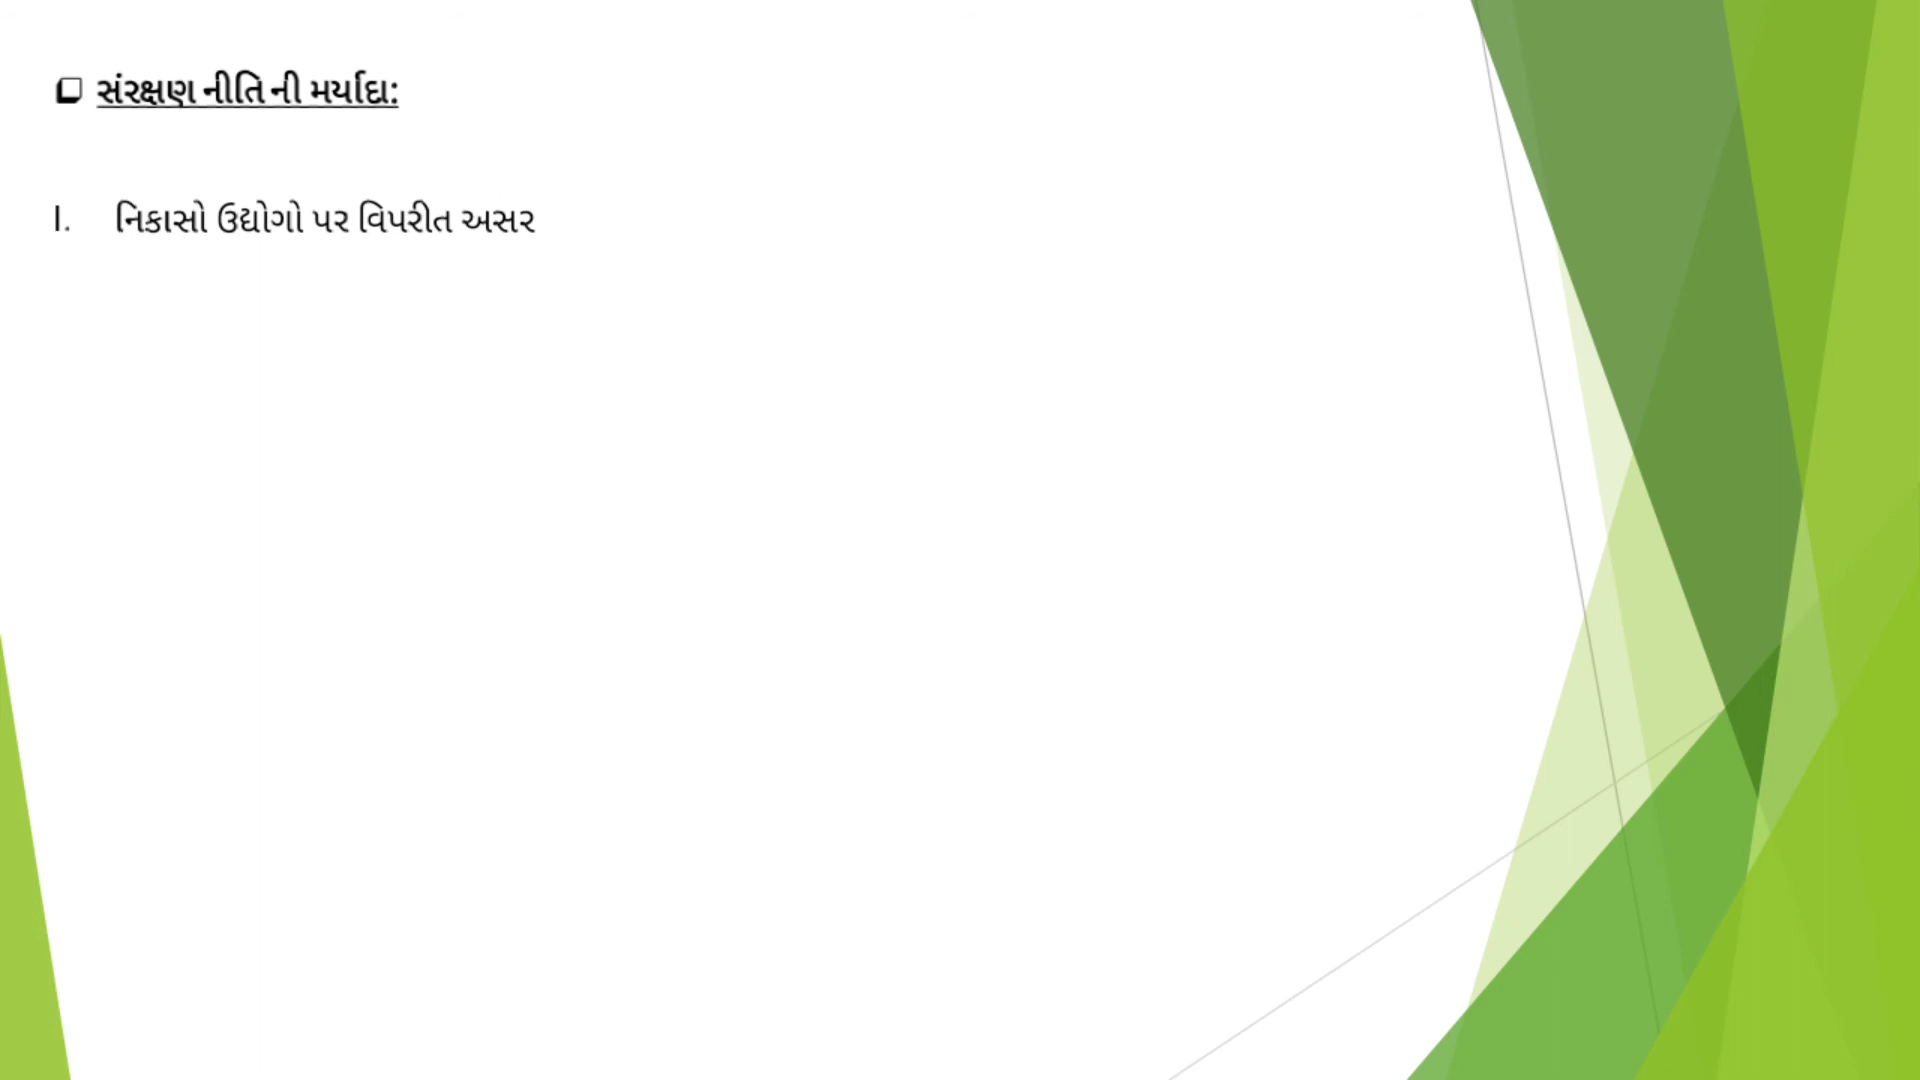 ❑ સંરક્ષણ નીતિ ની મર્યાદા:
I. નિકાસો ઉદ્યોગો પર વિપરીત અસર